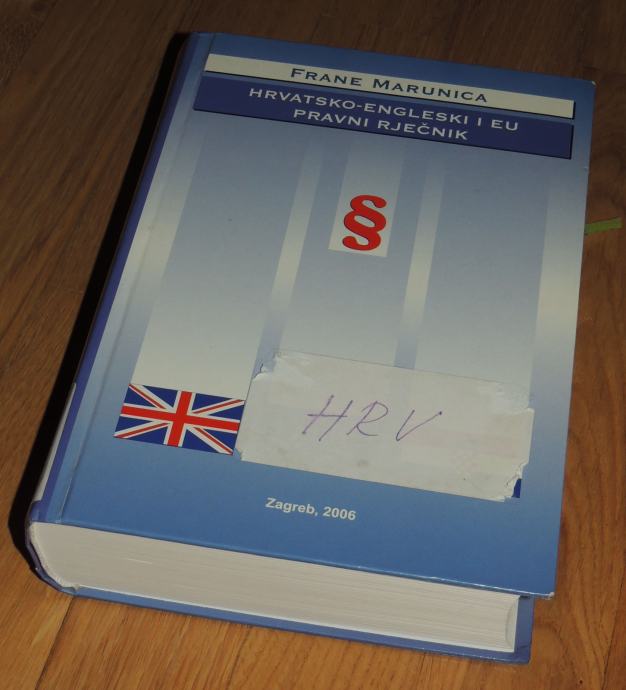 FRANE MARUNICA
HRVATSKO-ENGLESKI I EU
PRAVNI RJEČNIK
§
HRV
Zagreb, 2006